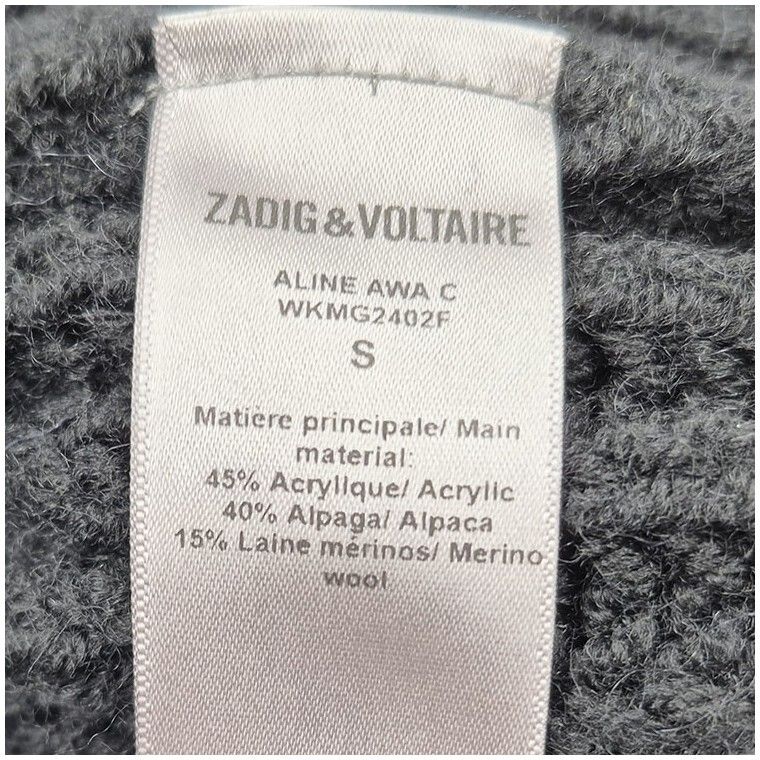 ZADIG&VOLTAIRE
ALINE AWA C
WKMG2402F
S
Matiere principale/ Main
material:
45% Acrylique/ Acrylic
40% Alpaga/ Alpaca
15% Laine mérinos/ Merino
wool